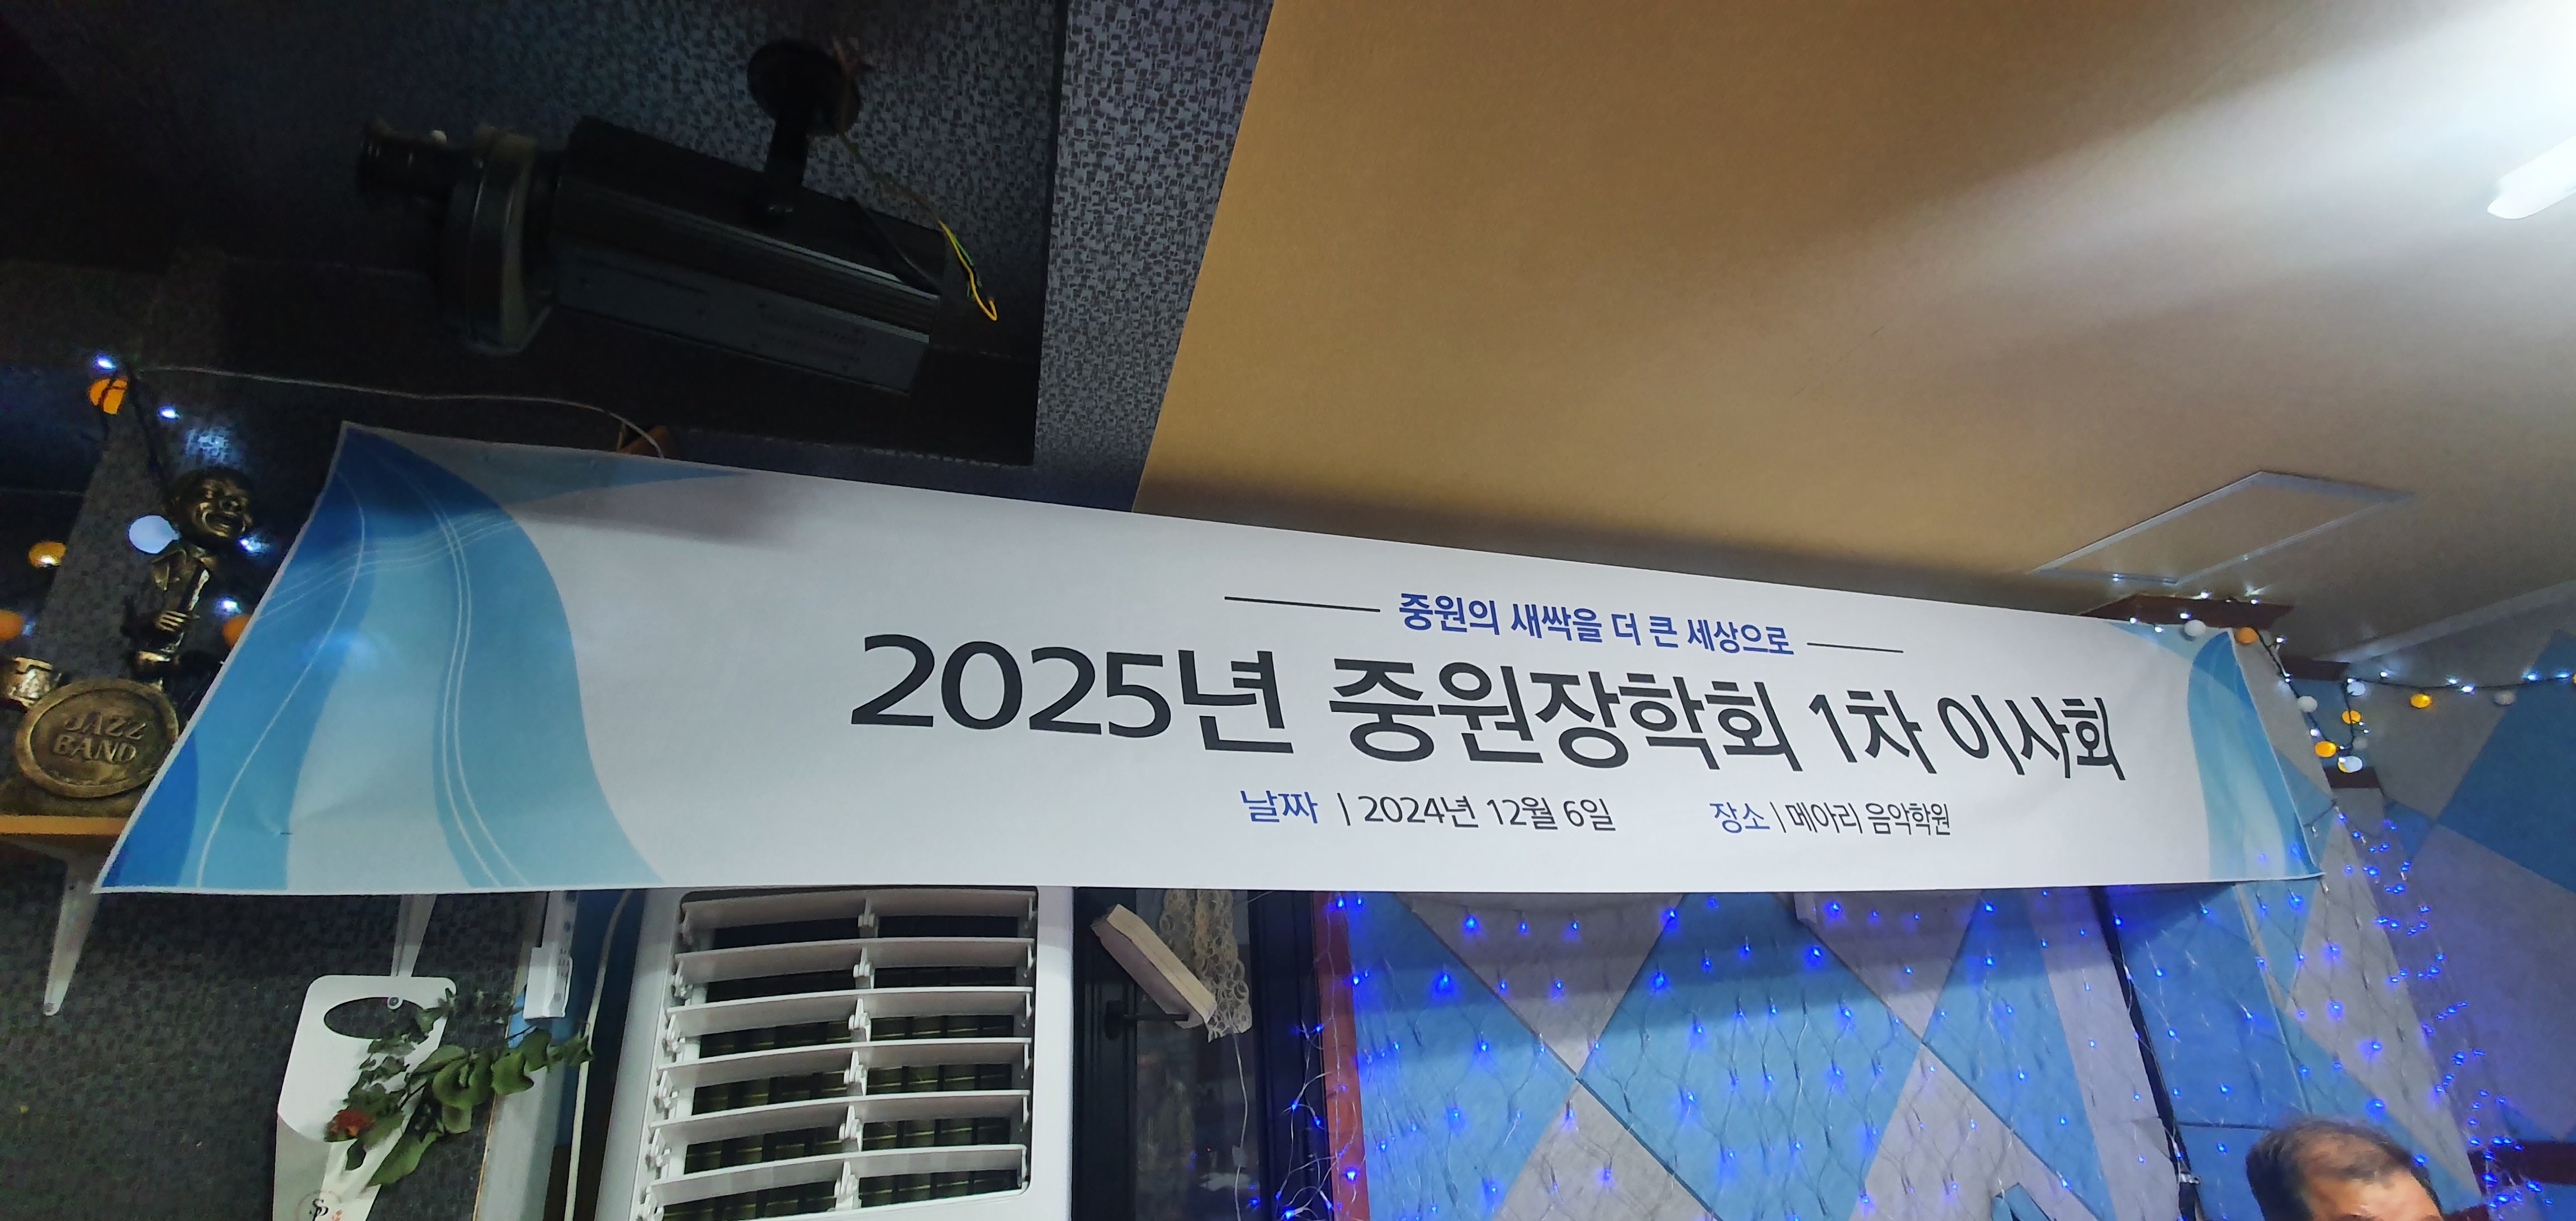 중원의 새싹을 더 큰 세상으로
2025년 중원장학회 1차 이사회
날짜 | 2024년 12월 6일 장소 | 메아리 음악학원
JAZZ
BAND